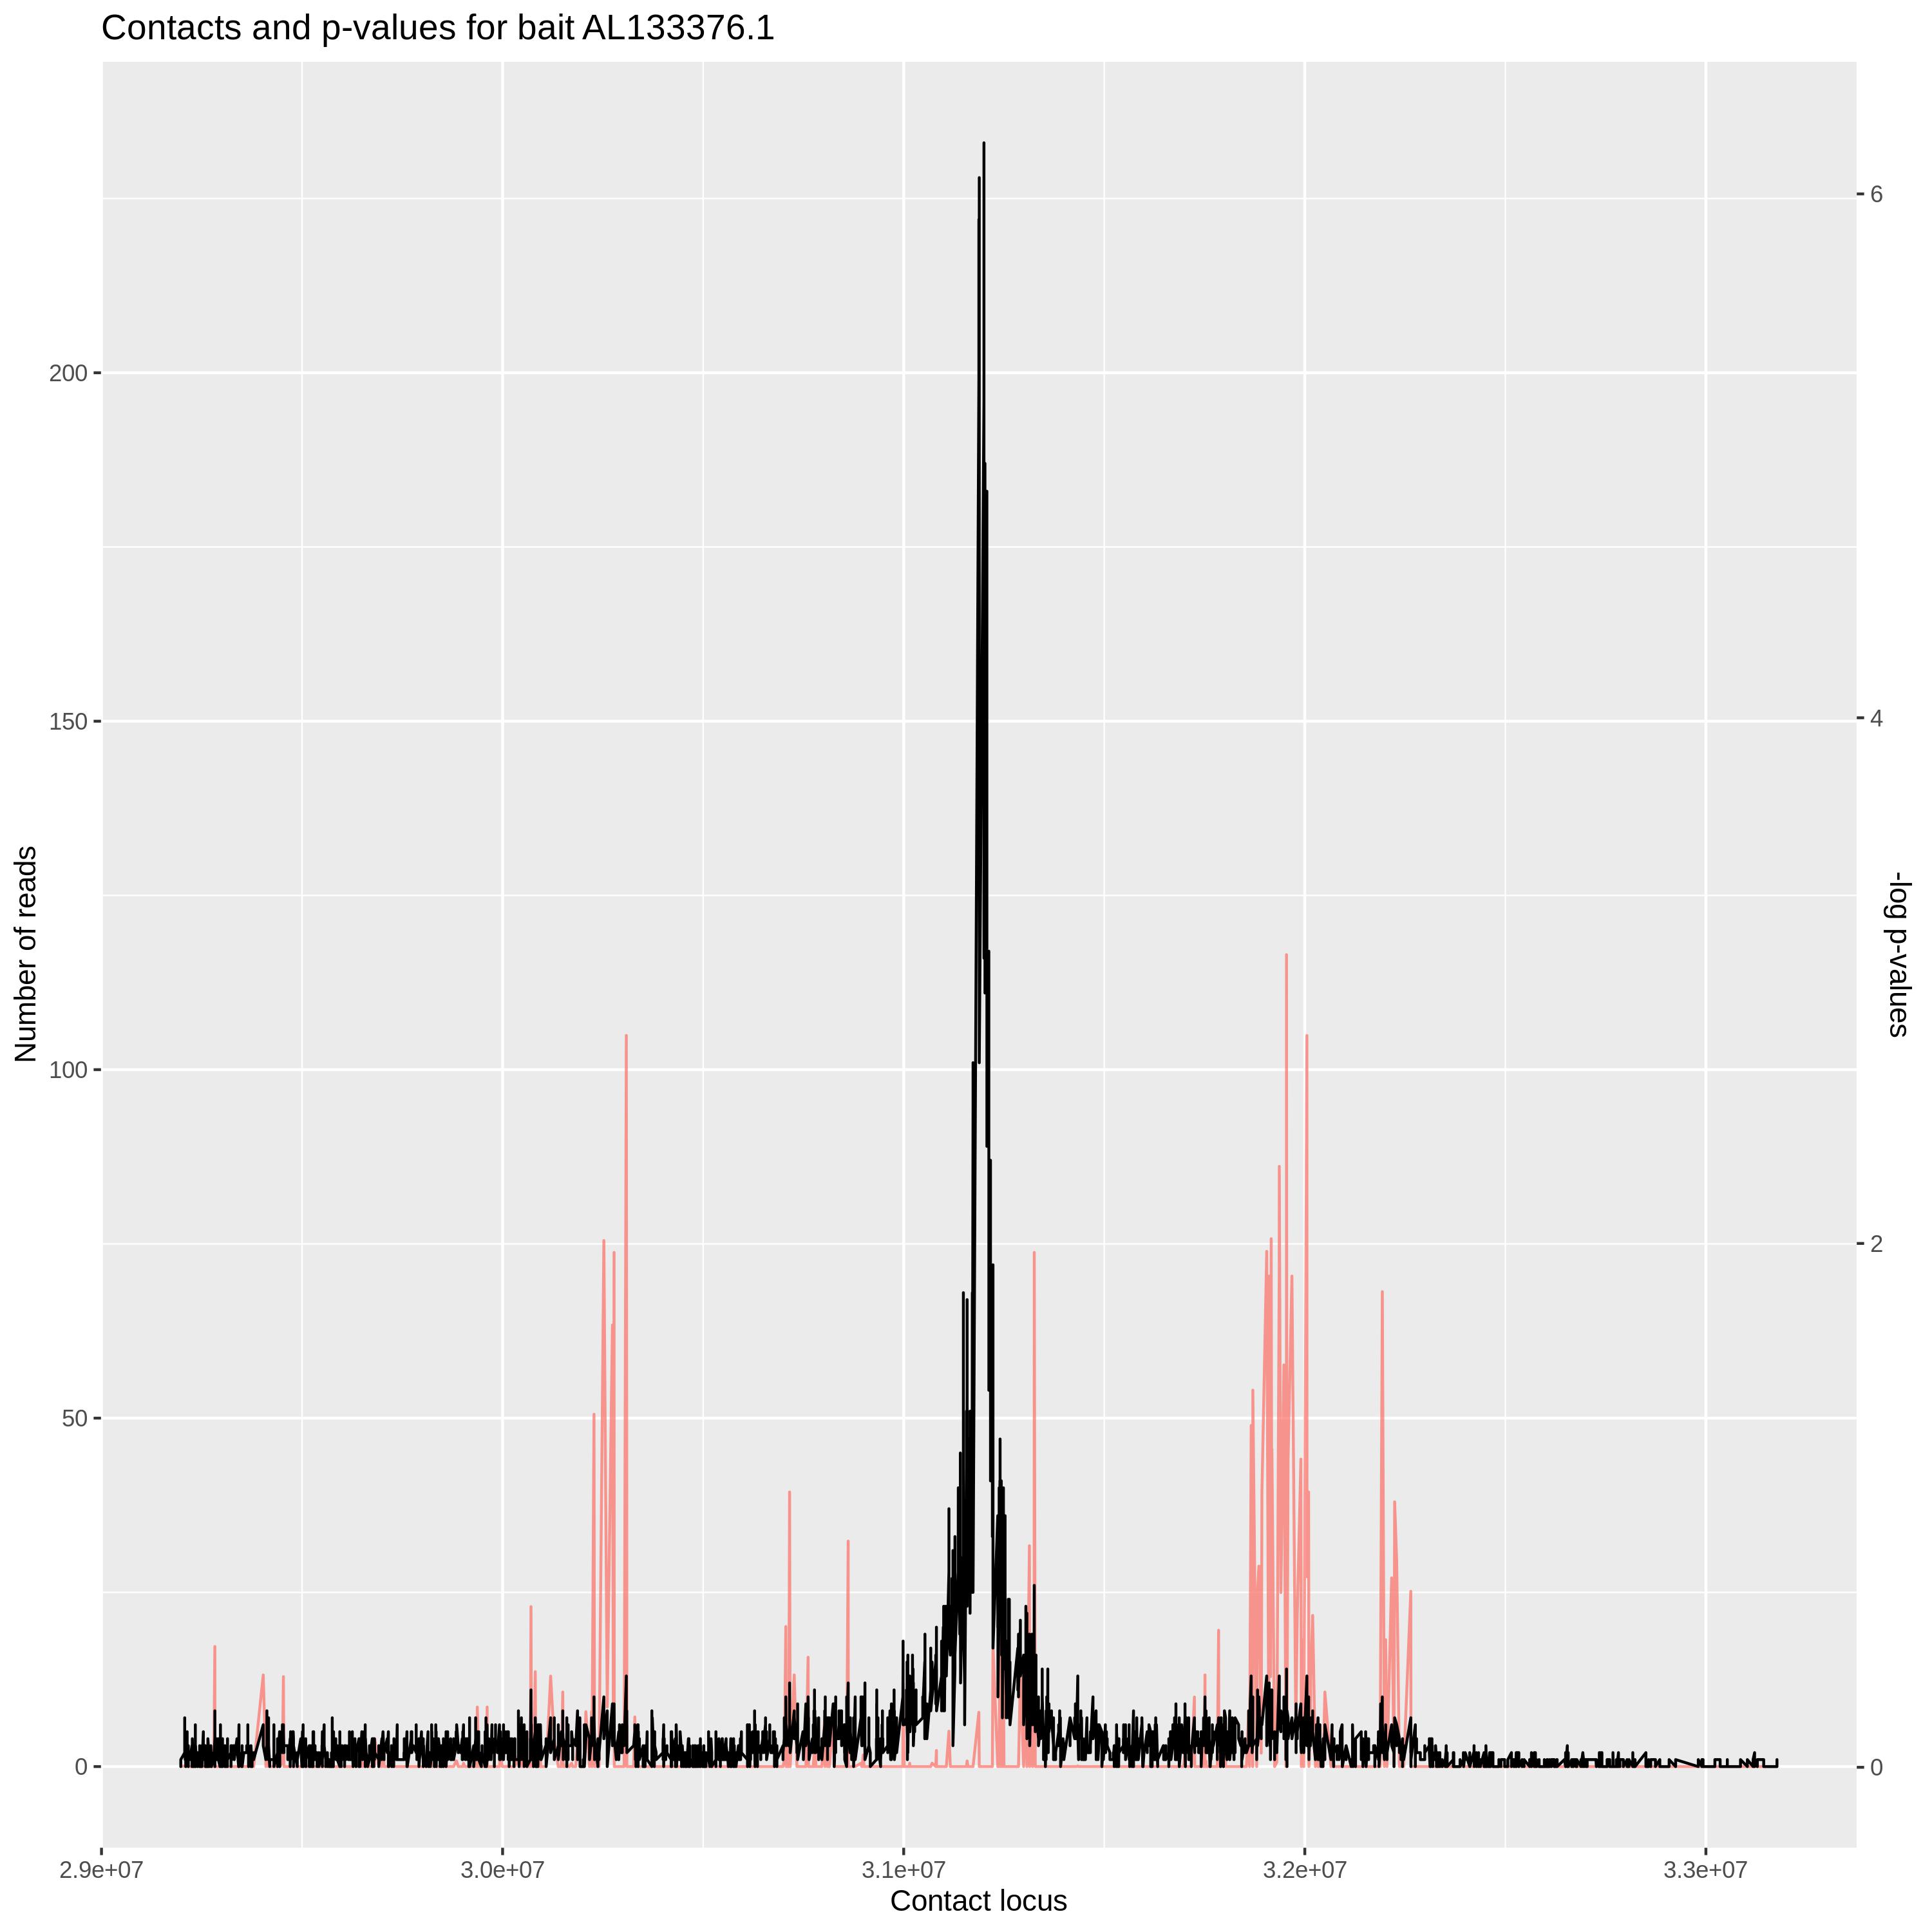 Contacts and p-values for bait AL133376.1
Number of reads
200
150
100
50
0
6
4
2
0
-log p-values
2.9e+07 3.0e+07 3.1e+07 3.2e+07 3.3e+07
Contact locus